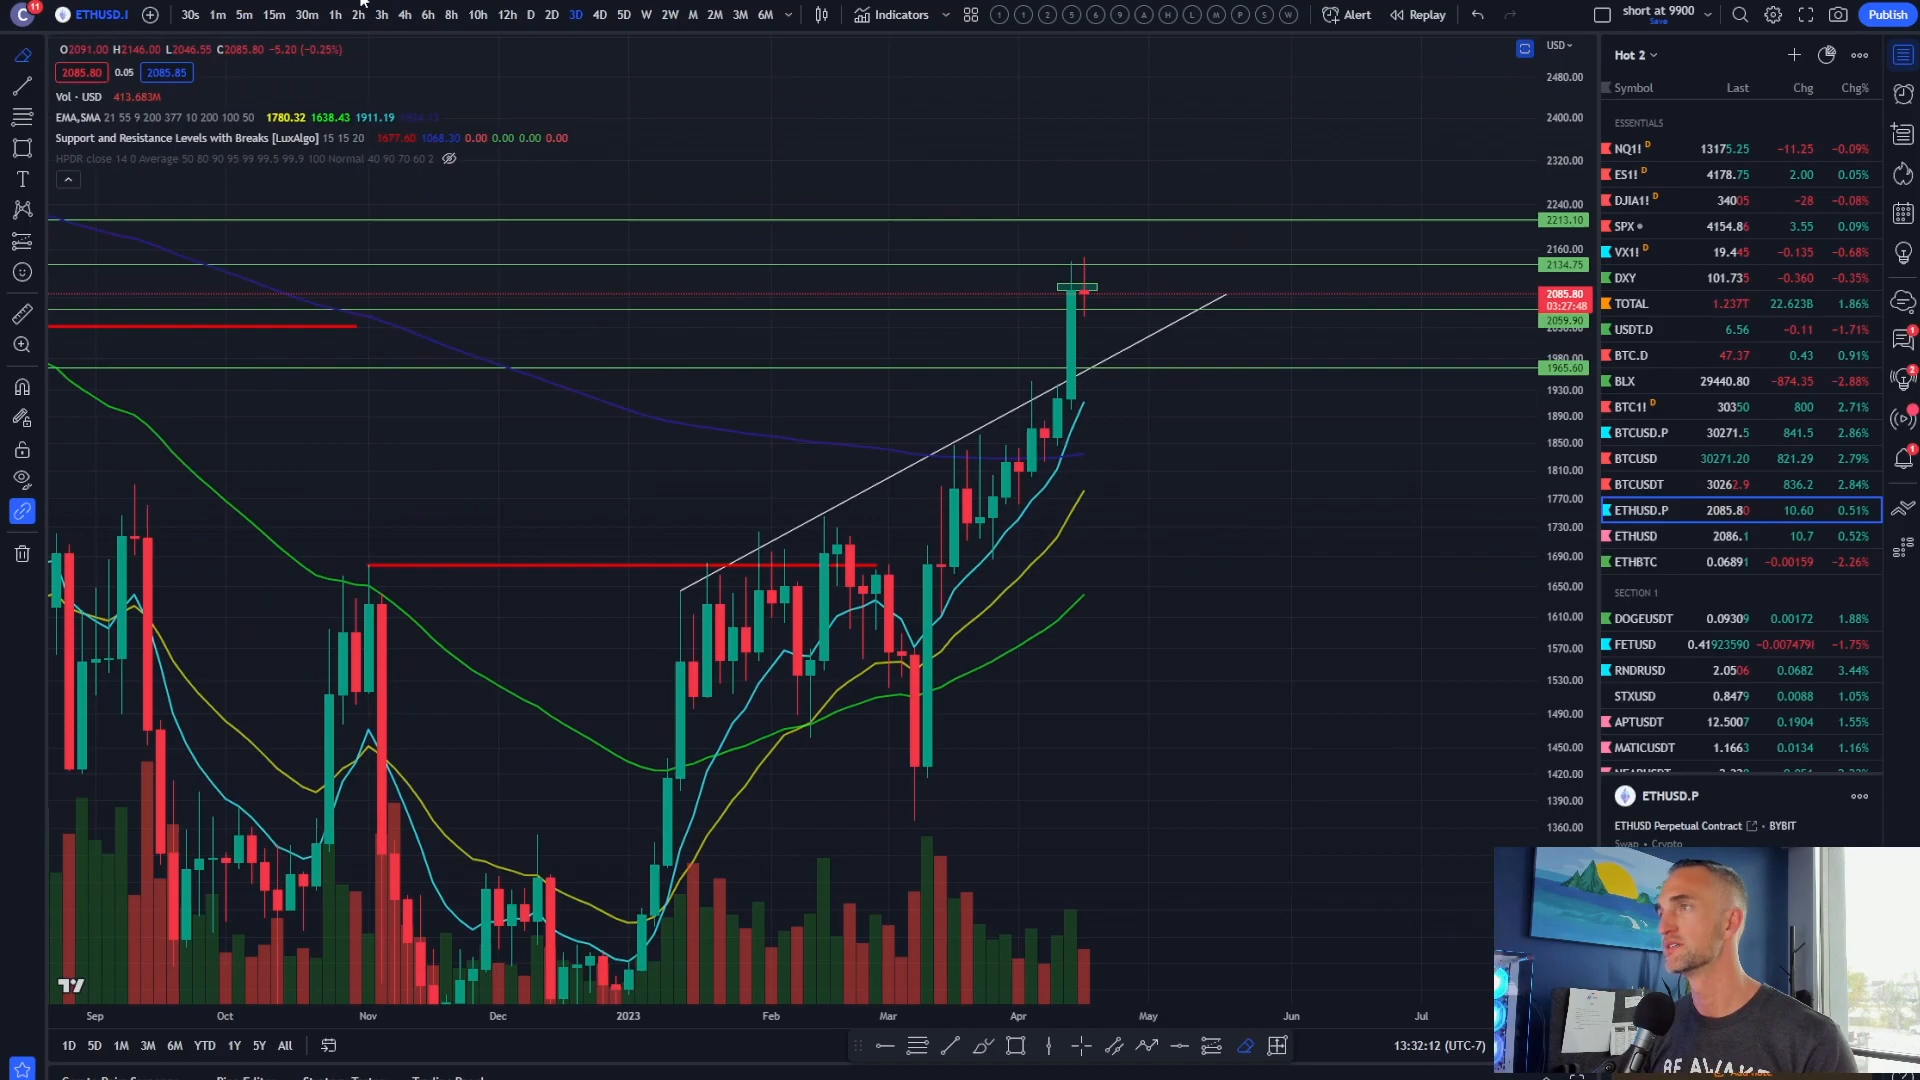 C 11 ETHUSD.I 30s 1m 5m 15m 30m 1h 2h 3h 4h 6h 8h 10h 12h D 2D 3D 4D 5D W 2W M 2M 3M 6M Indicators Alert Replay short at 9900 Save Publish
O2091.00 H2146.00 L2046.55 C2085.80 −5.20 (−0.25%)
2085.80 0.05 2085.85
Vol · USD 413.683M
EMA,SMA 21 55 9 200 377 10 200 100 50 1780.32 1638.43 1911.19
Support and Resistance Levels with Breaks [LuxAlgo] 15 15 20 1677.60 1068.30 0.00 0.00 0.00 0.00
HPDR close 14 0 Average 50 80 90 95 99 99.5 99.9 100 Normal 40 90 70 60 2
USD
2480.00
2400.00
2320.00
2240.00
2213.10
2160.00
2134.75
2085.80
03:27:48
2059.90
1980.00
1965.60
1930.00
1890.00
1850.00
1810.00
1770.00
1730.00
1690.00
1650.00
1610.00
1570.00
1530.00
1490.00
1450.00
1420.00
1390.00
1360.00
Sep Oct Nov Dec 2023 Feb Mar Apr May Jun Jul
1D 5D 1M 3M 6M YTD 1Y 5Y All
13:32:12 (UTC-7)
Hot 2
Symbol Last Chg Chg%
ESSENTIALS
NQ1! D 13175.25 −11.25 −0.09%
ES1! D 4178.75 2.00 0.05%
DJIA1! D 34005 −28 −0.08%
SPX 4154.86 3.55 0.09%
VX1! D 19.445 −0.135 −0.68%
DXY 101.735 −0.360 −0.35%
TOTAL 1.237T 22.623B 1.86%
USDT.D 6.56 −0.11 −1.71%
BTC.D 47.37 0.43 0.91%
BLX 29440.80 −874.35 −2.88%
BTC1! D 30350 800 2.71%
BTCUSD.P 30271.5 841.5 2.86%
BTCUSD 30271.20 821.29 2.79%
BTCUSDT 30262.9 836.2 2.84%
ETHUSD.P 2085.80 10.60 0.51%
ETHUSD 2086.1 10.7 0.52%
ETHBTC 0.06891 −0.00159 −2.26%
SECTION 1
DOGEUSDT 0.09309 0.00172 1.88%
FETUSD 0.41923590 −0.007479 −1.75%
RNDRUSD 2.0506 0.0682 3.44%
STXUSD 0.8479 0.0088 1.05%
APTUSDT 12.5007 0.1904 1.55%
MATICUSDT 1.1663 0.0134 1.16%
ETHUSD.P
ETHUSD Perpetual Contract · BYBIT
Swap · Crypto
BE AWA